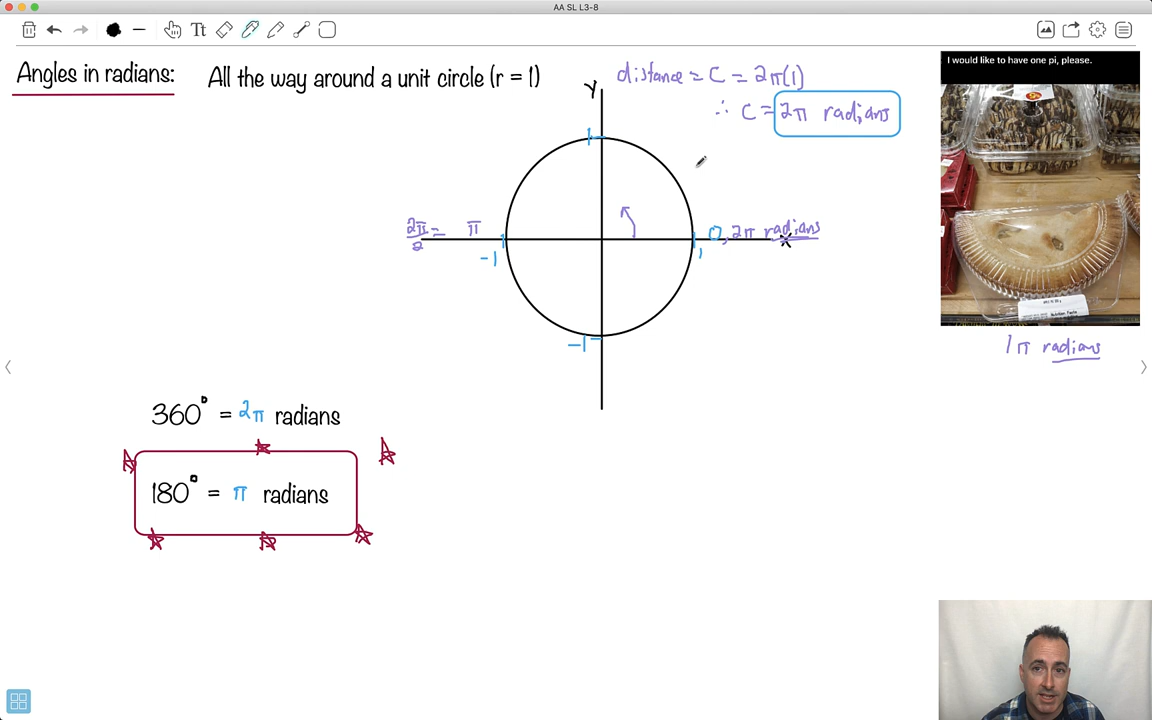 AA SL L3-8
Tt
Angles in radians: All the way around a unit circle (r = 1)
distance = C = 2π(1)
∴ C = 2π radians
I would like to have one pi, please.
y
1
2π/2 = π
0, 2π radians
x
-1
1
-1
1π radians
360° = 2π radians
180° = π radians